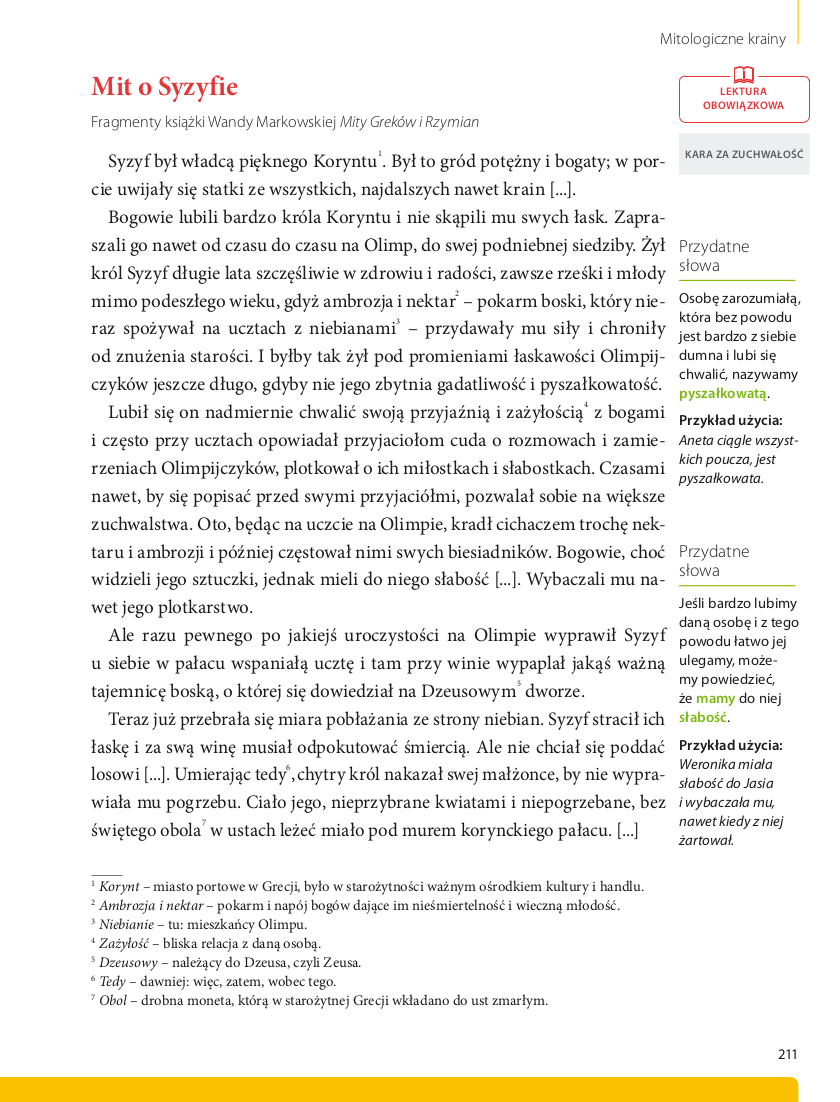 Mitologiczne krainy
Mit o Syzyfie
Fragmenty książki Wandy Markowskiej Mity Greków i Rzymian
Syzyf był władcą pięknego Koryntu¹. Był to gród potężny i bogaty; w por-
cie uwijały się statki ze wszystkich, najdalszych nawet krain [...].
Bogowie lubili bardzo króla Koryntu i nie skąpili mu swych łask. Zapra-
szali go nawet od czasu do czasu na Olimp, do swej podniebnej siedziby. Żył
król Syzyf długie lata szczęśliwie w zdrowiu i radości, zawsze rześki i młody
mimo podeszłego wieku, gdyż ambrozja i nektar² – pokarm boski, który nie-
raz spożywał na ucztach z niebianami³ – przydawały mu siły i chroniły
od znużenia starości. I byłby tak żył pod promieniami łaskawości Olimpij-
czyków jeszcze długo, gdyby nie jego zbytnia gadatliwość i pyszałkowatość.
Lubił się on nadmiernie chwalić swoją przyjaźnią i zażyłością⁴ z bogami
i często przy ucztach opowiadał przyjaciołom cuda o rozmowach i zamie-
rzeniach Olimpijczyków, plotkował o ich miłostkach i słabostkach. Czasami
nawet, by się popisać przed swymi przyjaciółmi, pozwalał sobie na większe
zuchwalstwa. Oto, będąc na uczcie na Olimpie, kradł cichaczem trochę nek-
taru i ambrozji i później częstował nimi swych biesiadników. Bogowie, choć
widzieli jego sztuczki, jednak mieli do niego słabość [...]. Wybaczali mu na-
wet jego plotkarstwo.
Ale razu pewnego po jakiejś uroczystości na Olimpie wyprawił Syzyf
u siebie w pałacu wspaniałą ucztę i tam przy winie wypaplał jakąś ważną
tajemnicę boską, o której się dowiedział na Dzeusowym⁵ dworze.
Teraz już przebrała się miara pobłażania ze strony niebian. Syzyf stracił ich
łaskę i za swą winę musiał odpokutować śmiercią. Ale nie chciał się poddać
losowi [...]. Umierając tedy⁶, chytry król nakazał swej małżonce, by nie wypra-
wiała mu pogrzebu. Ciało jego, nieprzybrane kwiatami i niepogrzebane, bez
świętego obola⁷ w ustach leżeć miało pod murem korynckiego pałacu. [...]
LEKTURA
OBOWIĄZKOWA
KARA ZA ZUCHWAŁOŚĆ
Przydatne
słowa
Osobę zarozumiałą,
która bez powodu
jest bardzo z siebie
dumna i lubi się
chwalić, nazywamy
pyszałkowatą.
Przykład użycia:
Aneta ciągle wszyst-
kich poucza, jest
pyszałkowata.
Przydatne
słowa
Jeśli bardzo lubimy
daną osobę i z tego
powodu łatwo jej
ulegamy, może-
my powiedzieć,
że mamy do niej
słabość.
Przykład użycia:
Weronika miała
słabość do Jasia
i wybaczała mu,
nawet kiedy z niej
żartował.
¹ Korynt – miasto portowe w Grecji, było w starożytności ważnym ośrodkiem kultury i handlu.
² Ambrozja i nektar – pokarm i napój bogów dające im nieśmiertelność i wieczną młodość.
³ Niebianie – tu: mieszkańcy Olimpu.
⁴ Zażyłość – bliska relacja z daną osobą.
⁵ Dzeusowy – należący do Dzeusa, czyli Zeusa.
⁶ Tedy – dawniej: więc, zatem, wobec tego.
⁷ Obol – drobna moneta, którą w starożytnej Grecji wkładano do ust zmarłym.
211